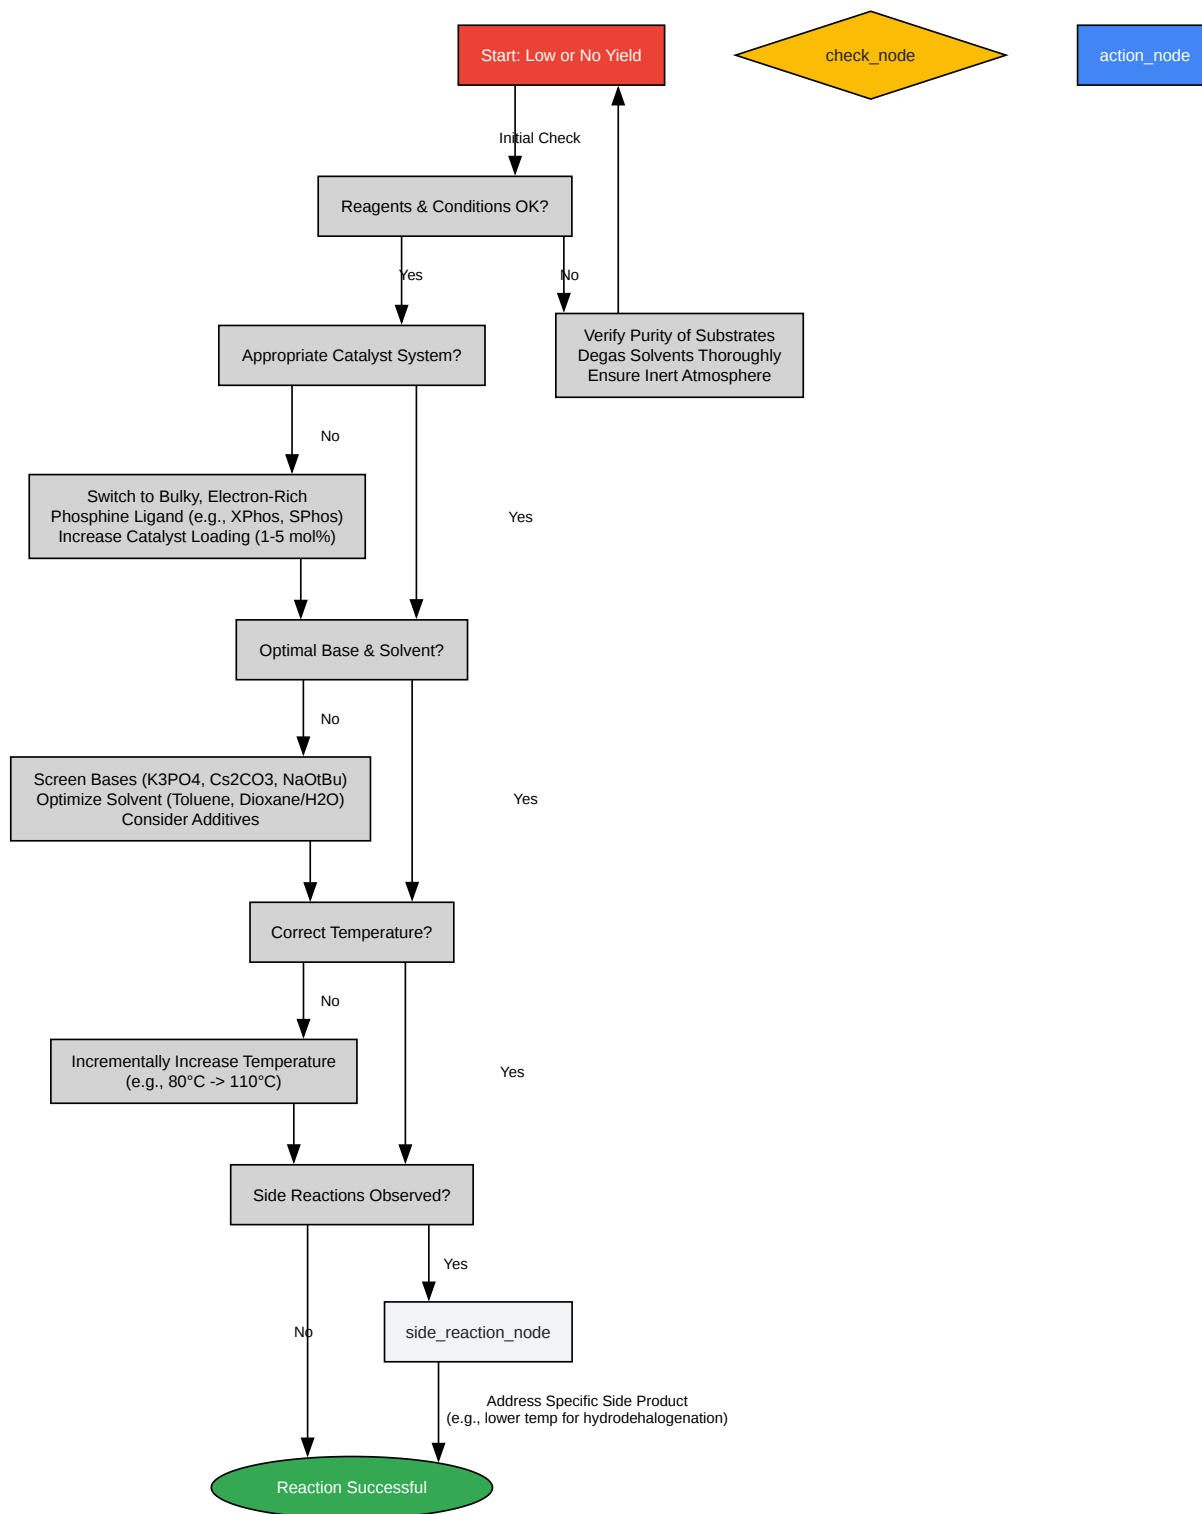 Start: Low or No Yield
check_node
action_node
Initial Check
Reagents & Conditions OK?
Yes
No
Verify Purity of Substrates
Degas Solvents Thoroughly
Ensure Inert Atmosphere
Appropriate Catalyst System?
No
Switch to Bulky, Electron-Rich
Phosphine Ligand (e.g., XPhos, SPhos)
Increase Catalyst Loading (1-5 mol%)
Yes
Optimal Base & Solvent?
No
Screen Bases (K3PO4, Cs2CO3, NaOtBu)
Optimize Solvent (Toluene, Dioxane/H2O)
Consider Additives
Yes
Correct Temperature?
No
Incrementally Increase Temperature
(e.g., 80°C -> 110°C)
Yes
Side Reactions Observed?
Yes
side_reaction_node
No
Address Specific Side Product
(e.g., lower temp for hydrodehalogenation)
Reaction Successful